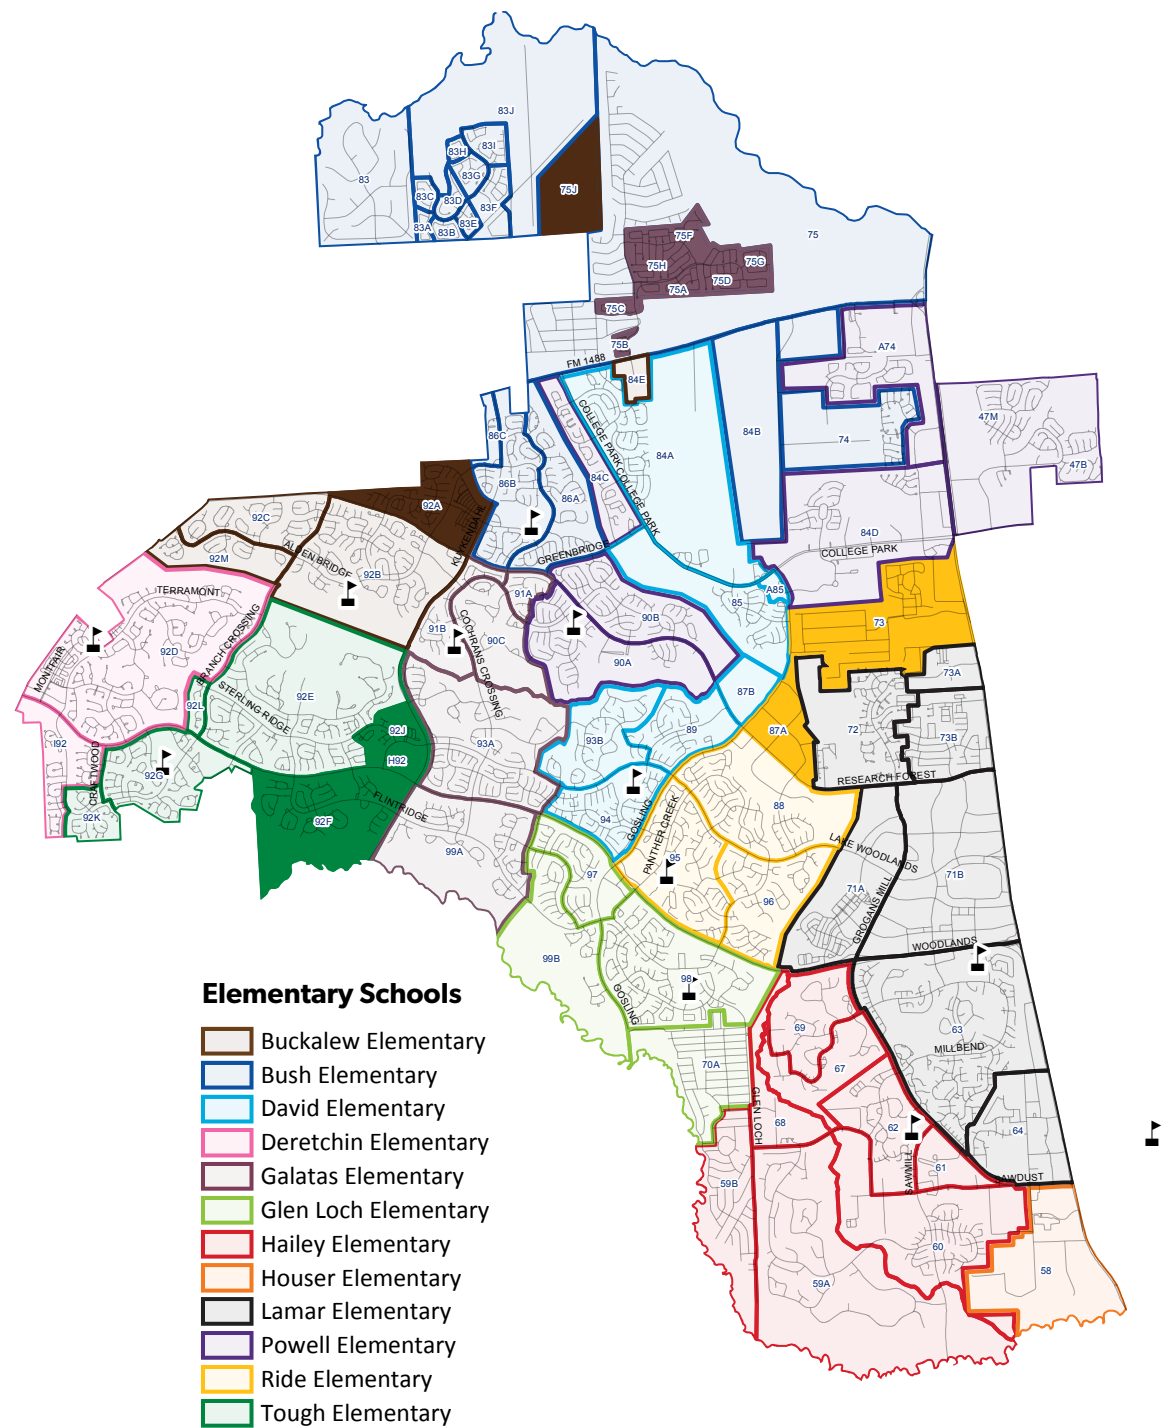 83J
83I
83H
83
83G
75J
83C
83D
83F
83E
83A
83B
75F
75
75H
75G
75D
75A
75C
75B
A74
FM 1488
84E
47M
COLLEGE PARK
86C
84B
74
84A
47B
86B
84C
86A
92A
COLLEGE PARK
92C
KUYKENDAHL
84D
COLLEGE PARK
GREENBRIDGE
92M
ALDEN BRIDGE
92B
TERRAMONT
91A
A85
85
COCHRANS CROSSING
90B
73
91B
90C
BRANCH CROSSING
92D
90A
73A
MONTFAIR
92E
87B
92L
STERLING RIDGE
92J
89
87A
72
73B
I92
93A
93B
H92
CRAFTWOOD
92G
RESEARCH FOREST
FLINTRIDGE
GOSLING
88
92K
92F
94
PANTHER CREEK
LAKE WOODLANDS
99A
95
97
71A
71B
GROGANS MILL
96
WOODLANDS
99B
98
GOSLING
69
63
MILLBEND
70A
67
GLEN LOCH
68
62
64
61
SAWMILL
SAWDUST
59B
60
58
59A
Elementary Schools
Buckalew Elementary
Bush Elementary
David Elementary
Deretchin Elementary
Galatas Elementary
Glen Loch Elementary
Hailey Elementary
Houser Elementary
Lamar Elementary
Powell Elementary
Ride Elementary
Tough Elementary